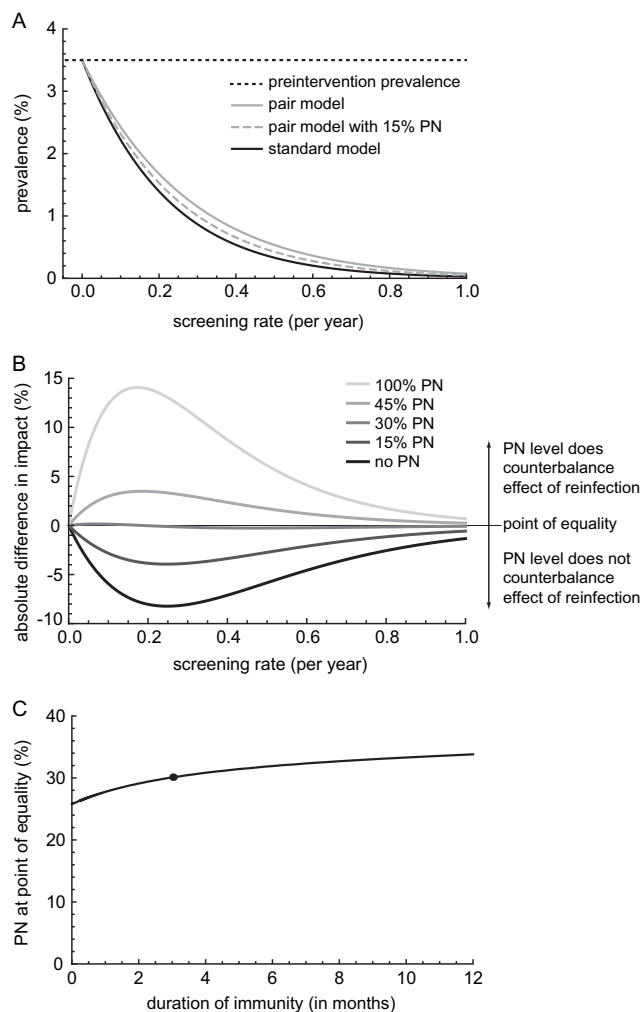 A
4
3
2
1
0
prevalence (%)
preintervention prevalence
pair model
pair model with 15% PN
standard model
0.0 0.2 0.4 0.6 0.8 1.0
screening rate (per year)
B
15
10
5
0
-5
-10
absolute difference in impact (%)
100% PN
45% PN
30% PN
15% PN
no PN
PN level does
counterbalance
effect of reinfection
point of equality
PN level does not
counterbalance
effect of reinfection
0.0 0.2 0.4 0.6 0.8 1.0
screening rate (per year)
C
40
30
20
10
0
PN at point of equality (%)
0 2 4 6 8 10 12
duration of immunity (in months)